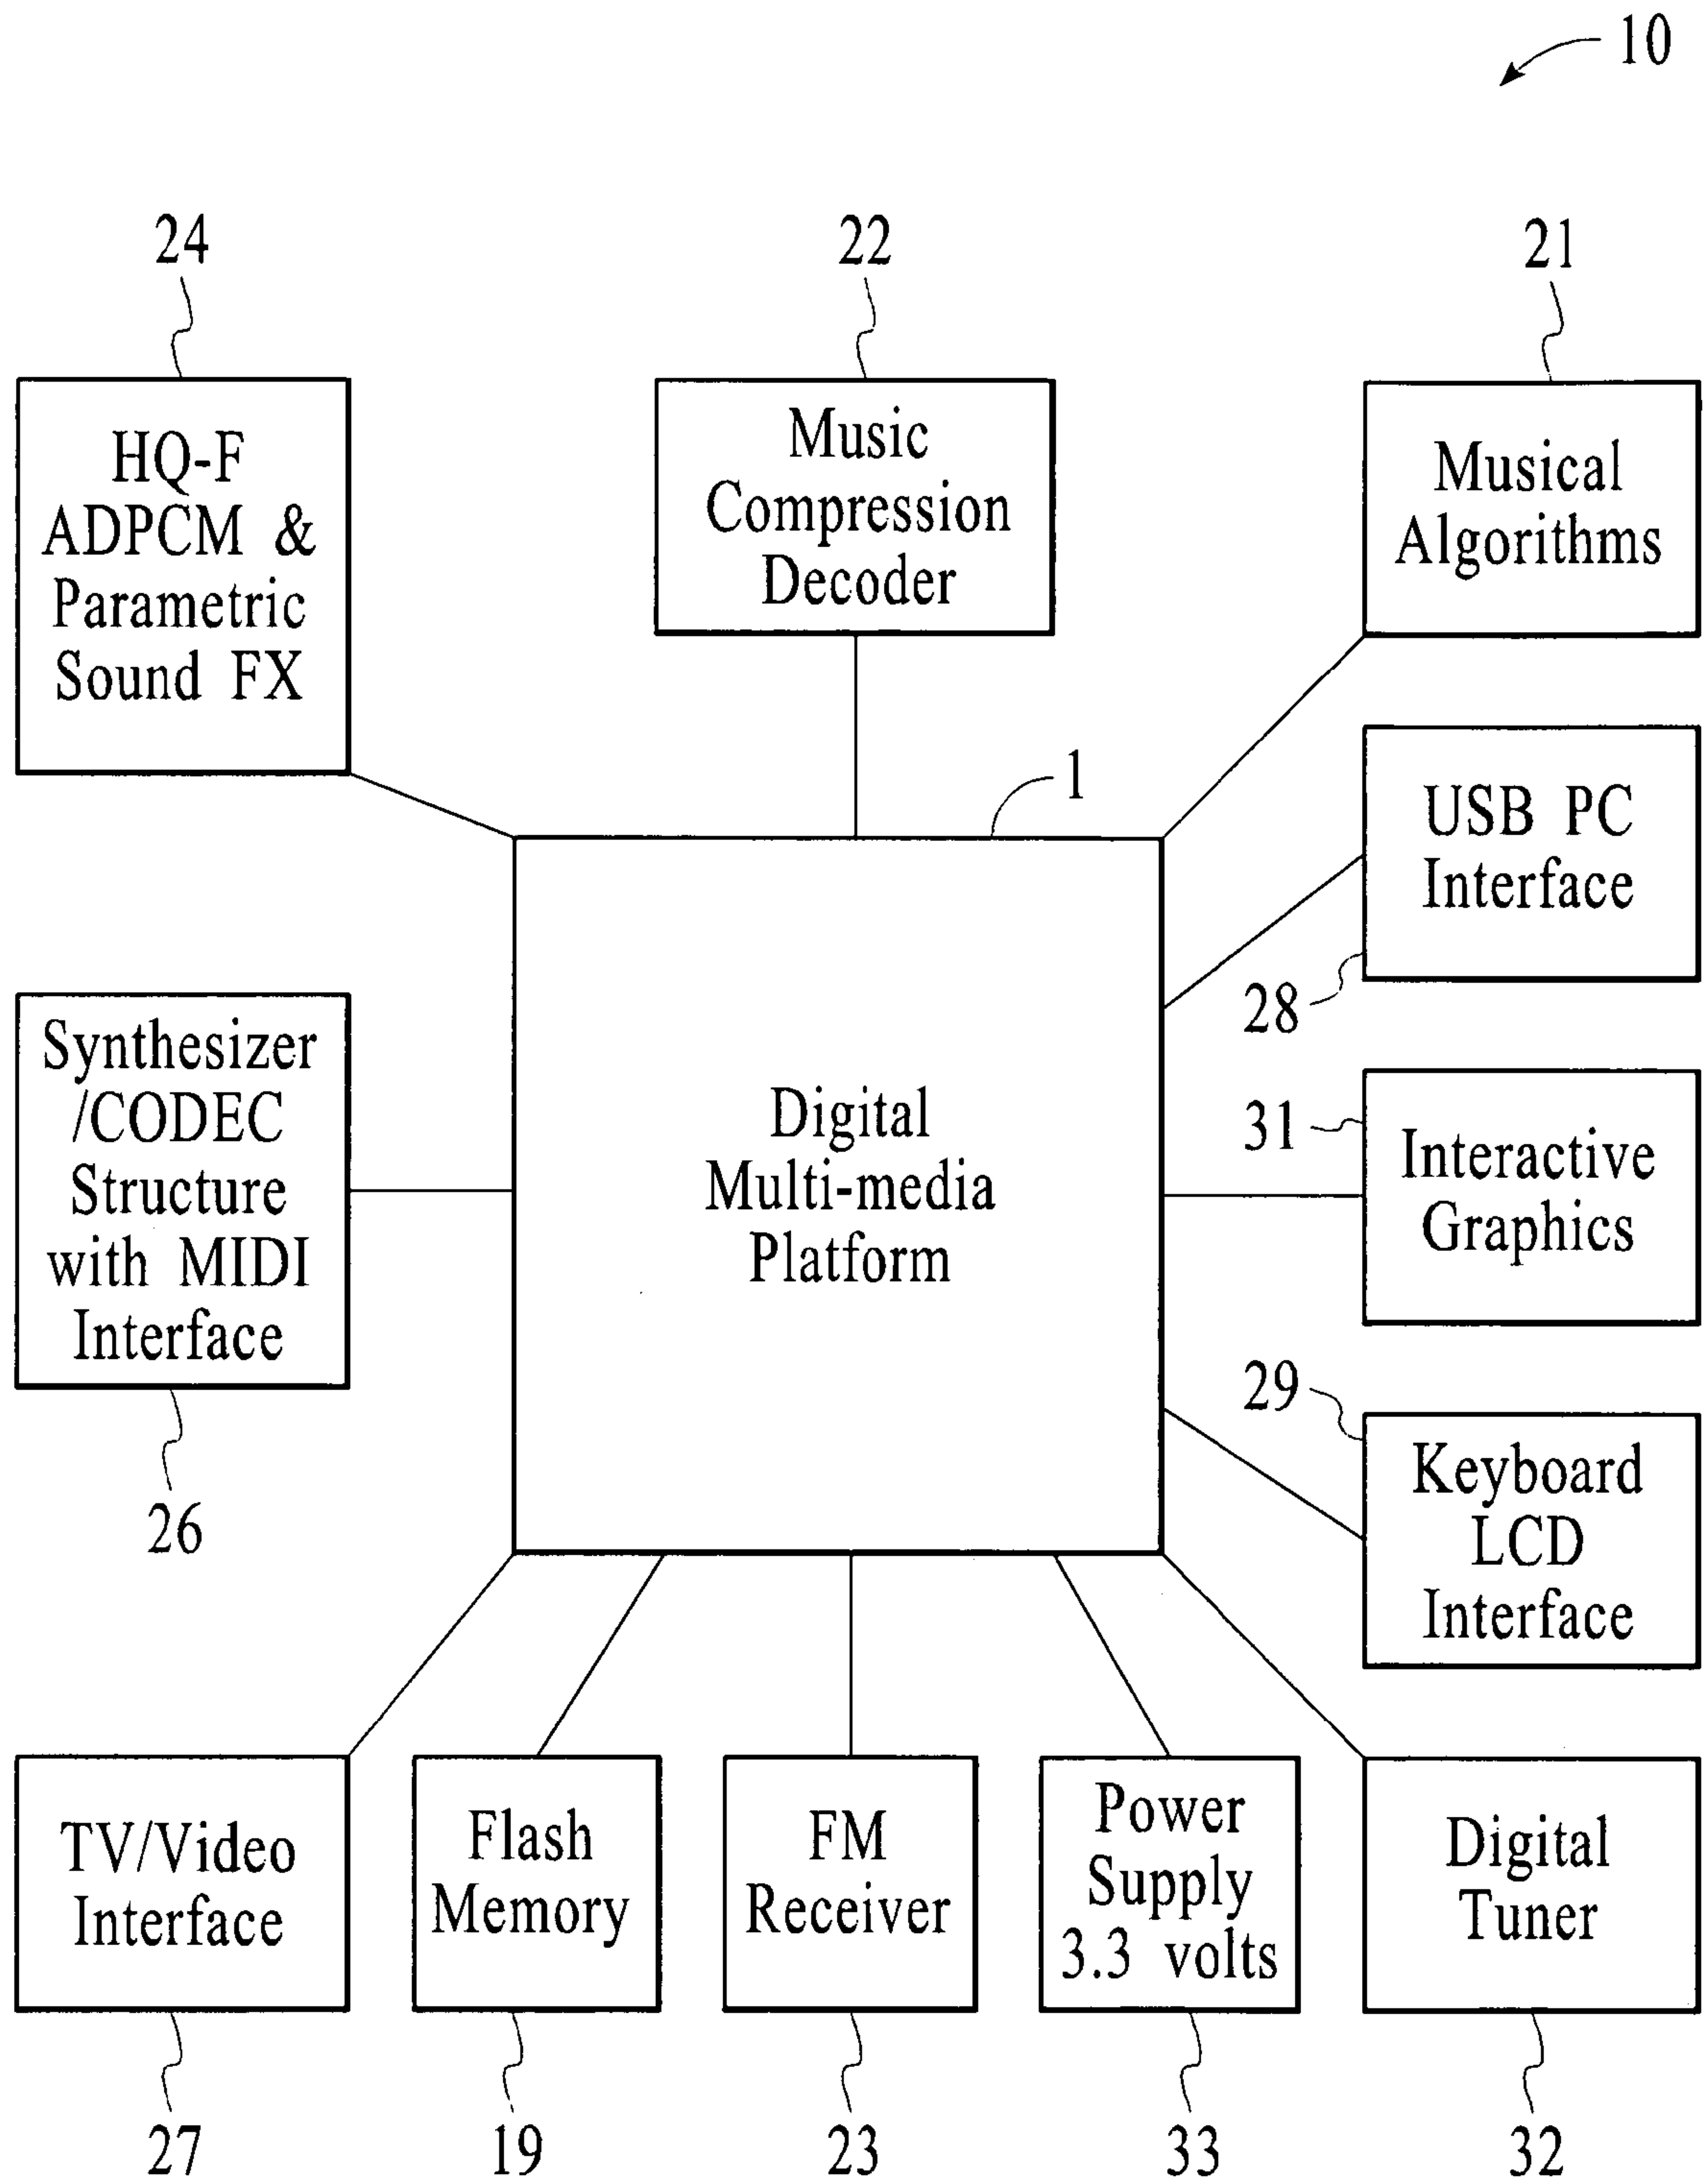 10
24
22
21
HQ-F
ADPCM &
Parametric
Sound FX
Music
Compression
Decoder
Musical
Algorithms
1
USB PC
Interface
28
Synthesizer
/CODEC
Structure
with MIDI
Interface
26
Digital
Multi-media
Platform
31
Interactive
Graphics
29
Keyboard
LCD
Interface
TV/Video
Interface
Flash
Memory
FM
Receiver
Power
Supply
3.3 volts
Digital
Tuner
27
19
23
33
32